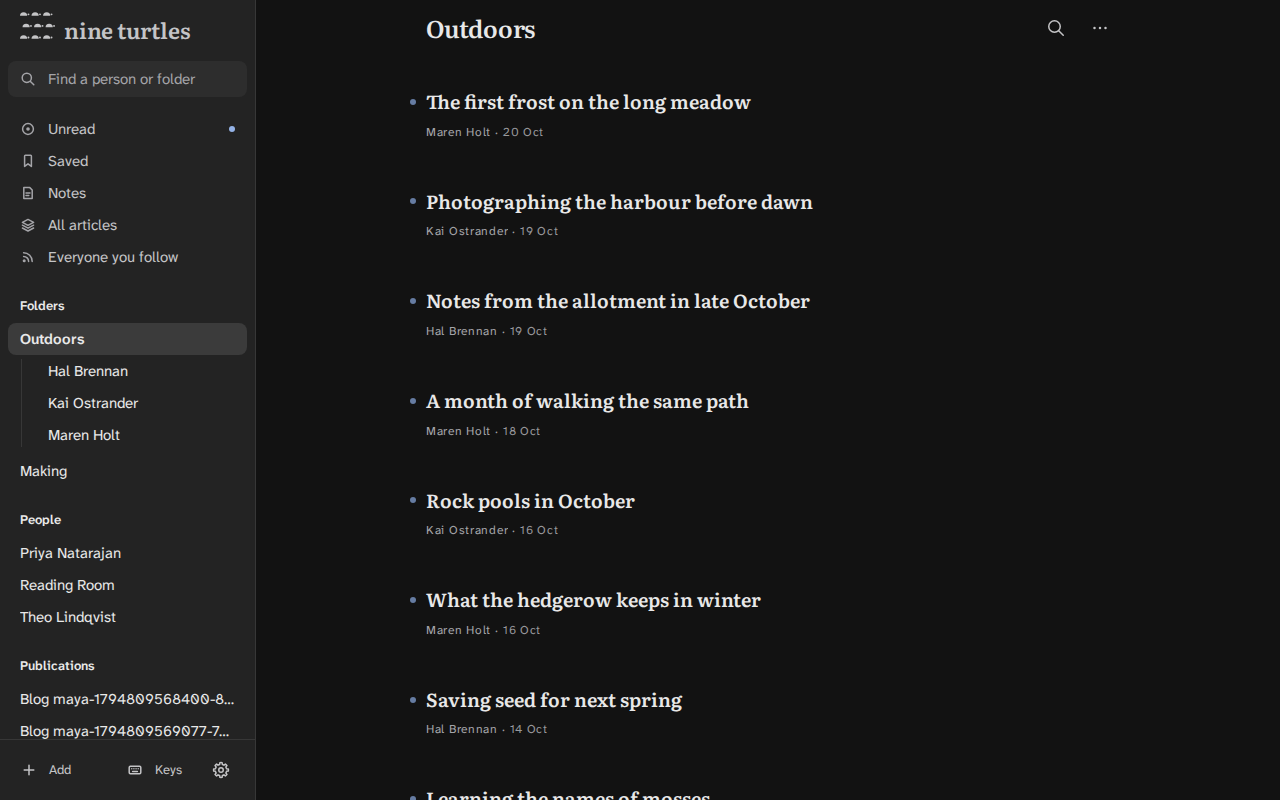 nine turtles
Find a person or folder
Unread
Saved
Notes
All articles
Everyone you follow
Folders
Outdoors
Hal Brennan
Kai Ostrander
Maren Holt
Making
People
Priya Natarajan
Reading Room
Theo Lindqvist
Publications
Blog maya-1794809568400-8...
Blog maya-1794809569077-7...
Add
Keys
Outdoors
The first frost on the long meadow
Maren Holt · 20 Oct
Photographing the harbour before dawn
Kai Ostrander · 19 Oct
Notes from the allotment in late October
Hal Brennan · 19 Oct
A month of walking the same path
Maren Holt · 18 Oct
Rock pools in October
Kai Ostrander · 16 Oct
What the hedgerow keeps in winter
Maren Holt · 16 Oct
Saving seed for next spring
Hal Brennan · 14 Oct
Learning the names of mosses